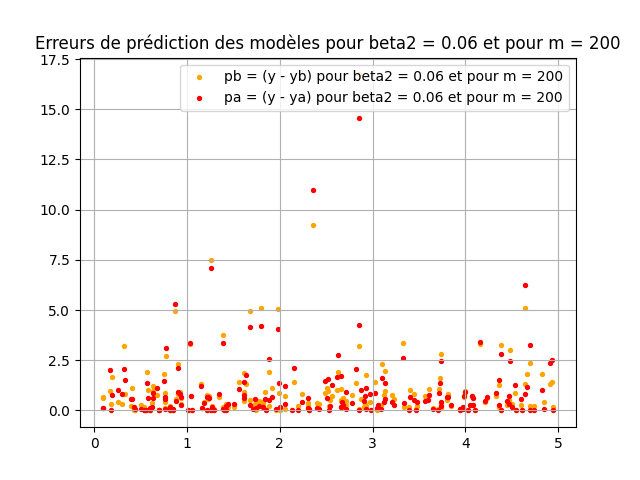 Erreurs de prédiction des modèles pour beta2 = 0.06 et pour m = 200
pb = (y - yb) pour beta2 = 0.06 et pour m = 200
pa = (y - ya) pour beta2 = 0.06 et pour m = 200
17.5
15.0
12.5
10.0
7.5
5.0
2.5
0.0
0 1 2 3 4 5